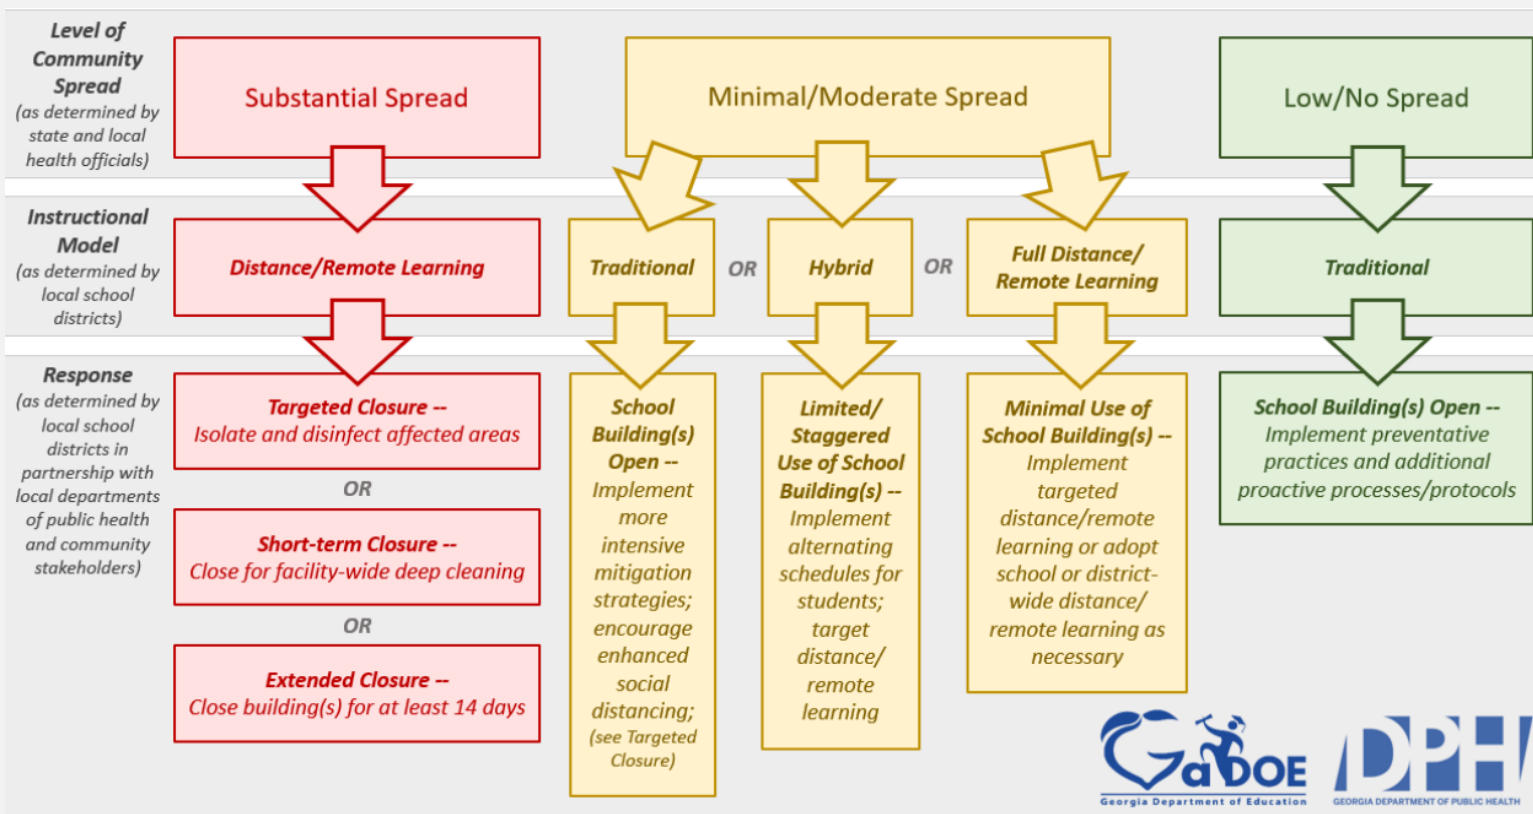 Level of
Community
Spread
(as determined by
state and local
health officials)
Substantial Spread
Minimal/Moderate Spread
Low/No Spread
Instructional
Model
(as determined by
local school
districts)
Distance/Remote Learning
Traditional
OR
Hybrid
OR
Full Distance/
Remote Learning
Traditional
Response
(as determined by
local school
districts in
partnership with
local departments
of public health
and community
stakeholders)
Targeted Closure --
Isolate and disinfect affected areas
OR
Short-term Closure --
Close for facility-wide deep cleaning
OR
Extended Closure --
Close building(s) for at least 14 days
School
Building(s)
Open --
Implement
more
intensive
mitigation
strategies;
encourage
enhanced
social
distancing;
(see Targeted
Closure)
Limited/
Staggered
Use of School
Building(s) --
Implement
alternating
schedules for
students;
target
distance/
remote
learning
Minimal Use of
School Building(s) --
Implement
targeted
distance/remote
learning or adopt
school or district-
wide distance/
remote learning as
necessary
School Building(s) Open --
Implement preventative
practices and additional
proactive processes/protocols
GaDOE
Georgia Department of Education
DPH
GEORGIA DEPARTMENT OF PUBLIC HEALTH